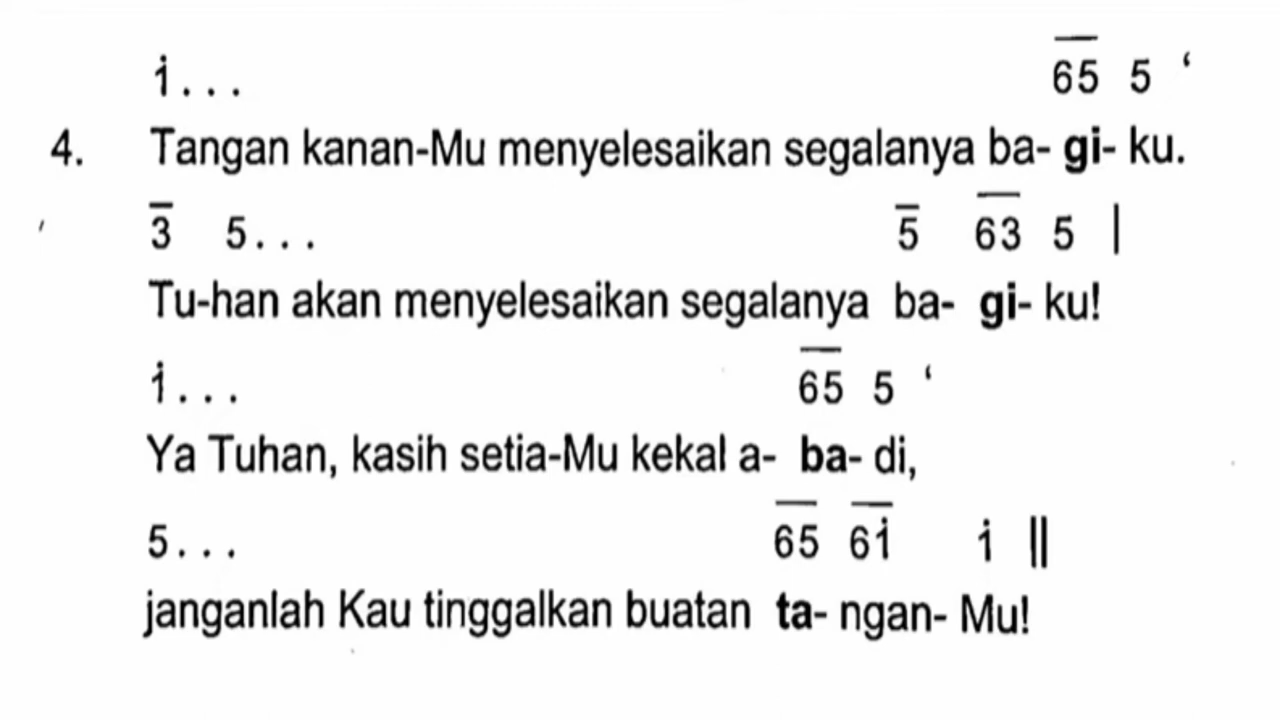 i... 65 5 ‘
4. Tangan kanan-Mu menyelesaikan segalanya ba- gi- ku.
3 5... 5 63 5 |
Tu-han akan menyelesaikan segalanya ba- gi- ku!
i... 65 5 ‘
Ya Tuhan, kasih setia-Mu kekal a- ba- di,
5... 65 6i i ||
janganlah Kau tinggalkan buatan ta- ngan- Mu!